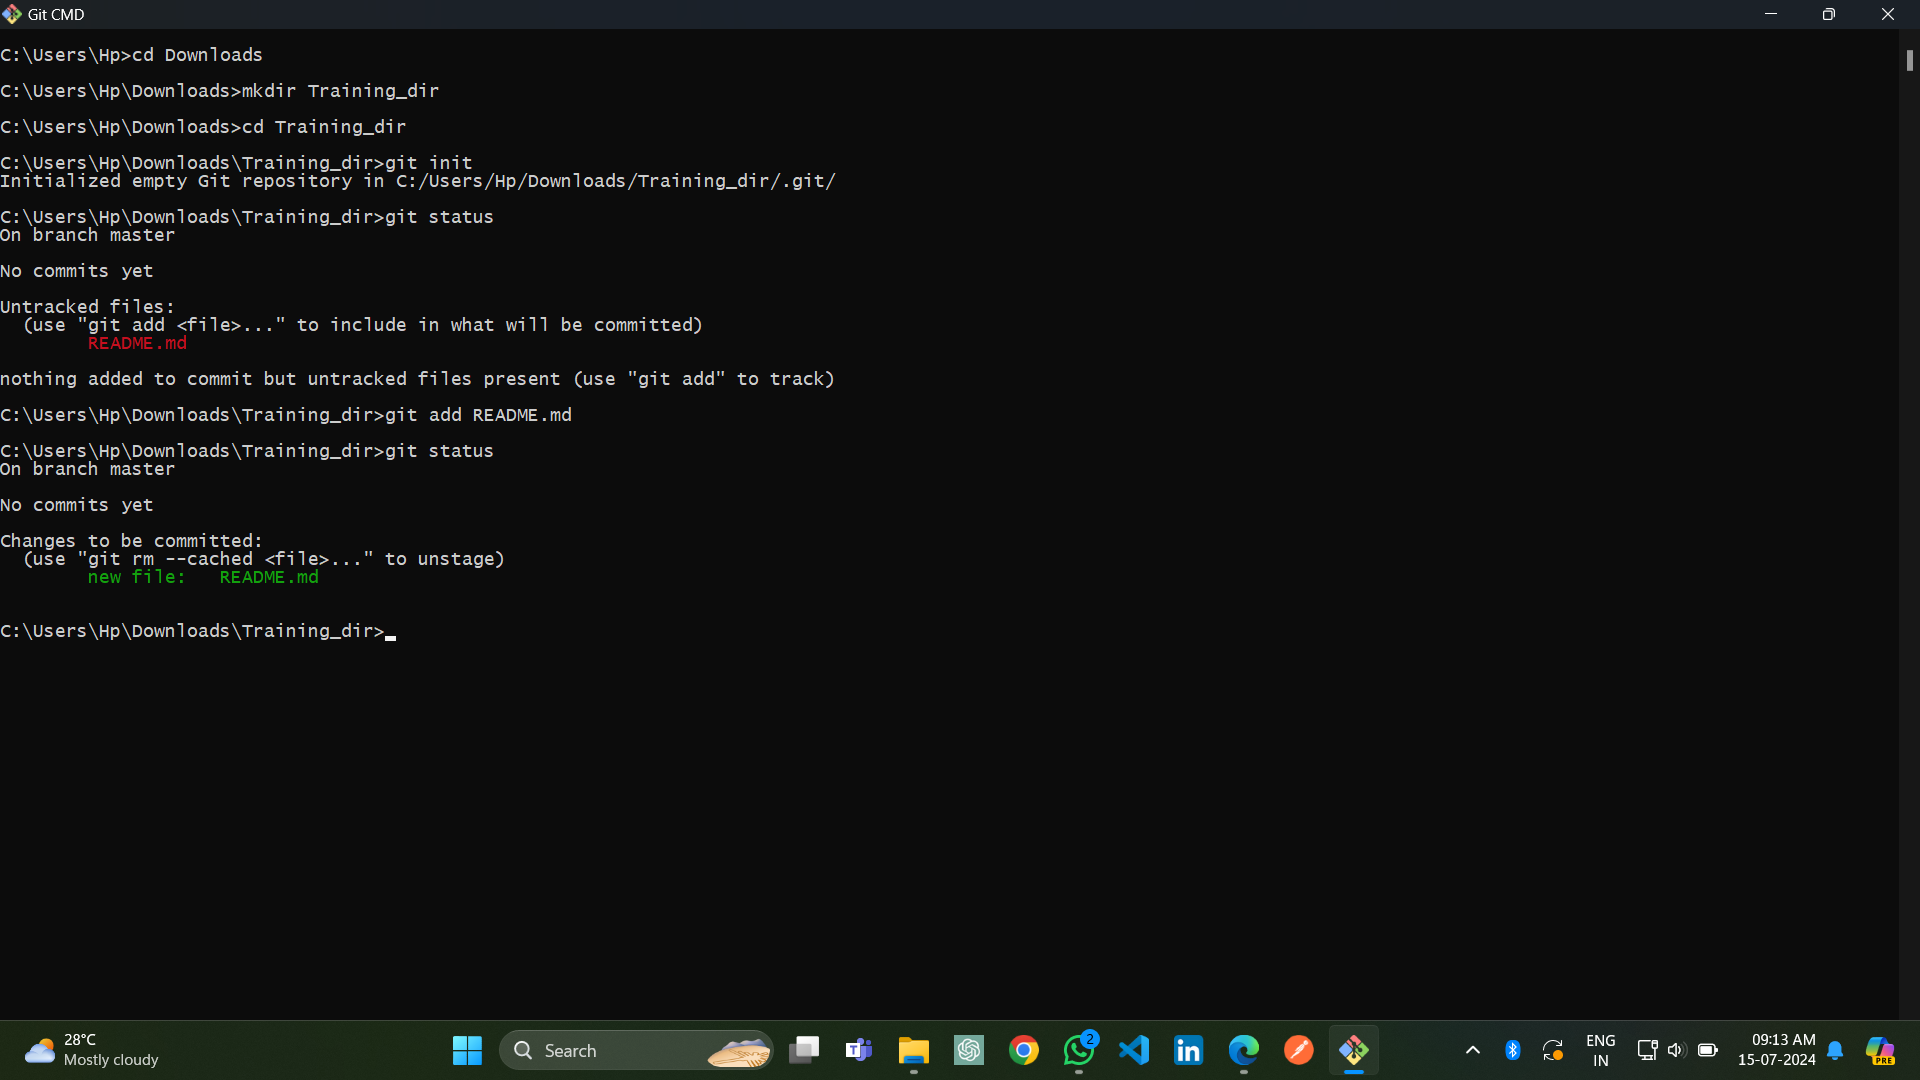 Git CMD
C:\Users\Hp>cd Downloads
C:\Users\Hp\Downloads>mkdir Training_dir
C:\Users\Hp\Downloads>cd Training_dir
C:\Users\Hp\Downloads\Training_dir>git init
Initialized empty Git repository in C:/Users/Hp/Downloads/Training_dir/.git/
C:\Users\Hp\Downloads\Training_dir>git status
On branch master
No commits yet
Untracked files:
  (use "git add <file>..." to include in what will be committed)
        README.md
nothing added to commit but untracked files present (use "git add" to track)
C:\Users\Hp\Downloads\Training_dir>git add README.md
C:\Users\Hp\Downloads\Training_dir>git status
On branch master
No commits yet
Changes to be committed:
  (use "git rm --cached <file>..." to unstage)
        new file:   README.md
C:\Users\Hp\Downloads\Training_dir>
28°C
Mostly cloudy
Search
2
ENG
IN
09:13 AM
15-07-2024
PRE